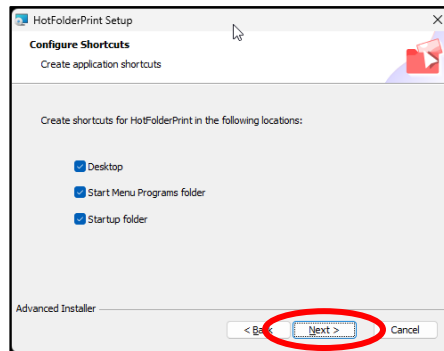 HotFolderPrint Setup
Configure Shortcuts
Create application shortcuts
Create shortcuts for HotFolderPrint in the following locations:
Desktop
Start Menu Programs folder
Startup folder
Advanced Installer
Next >
Cancel